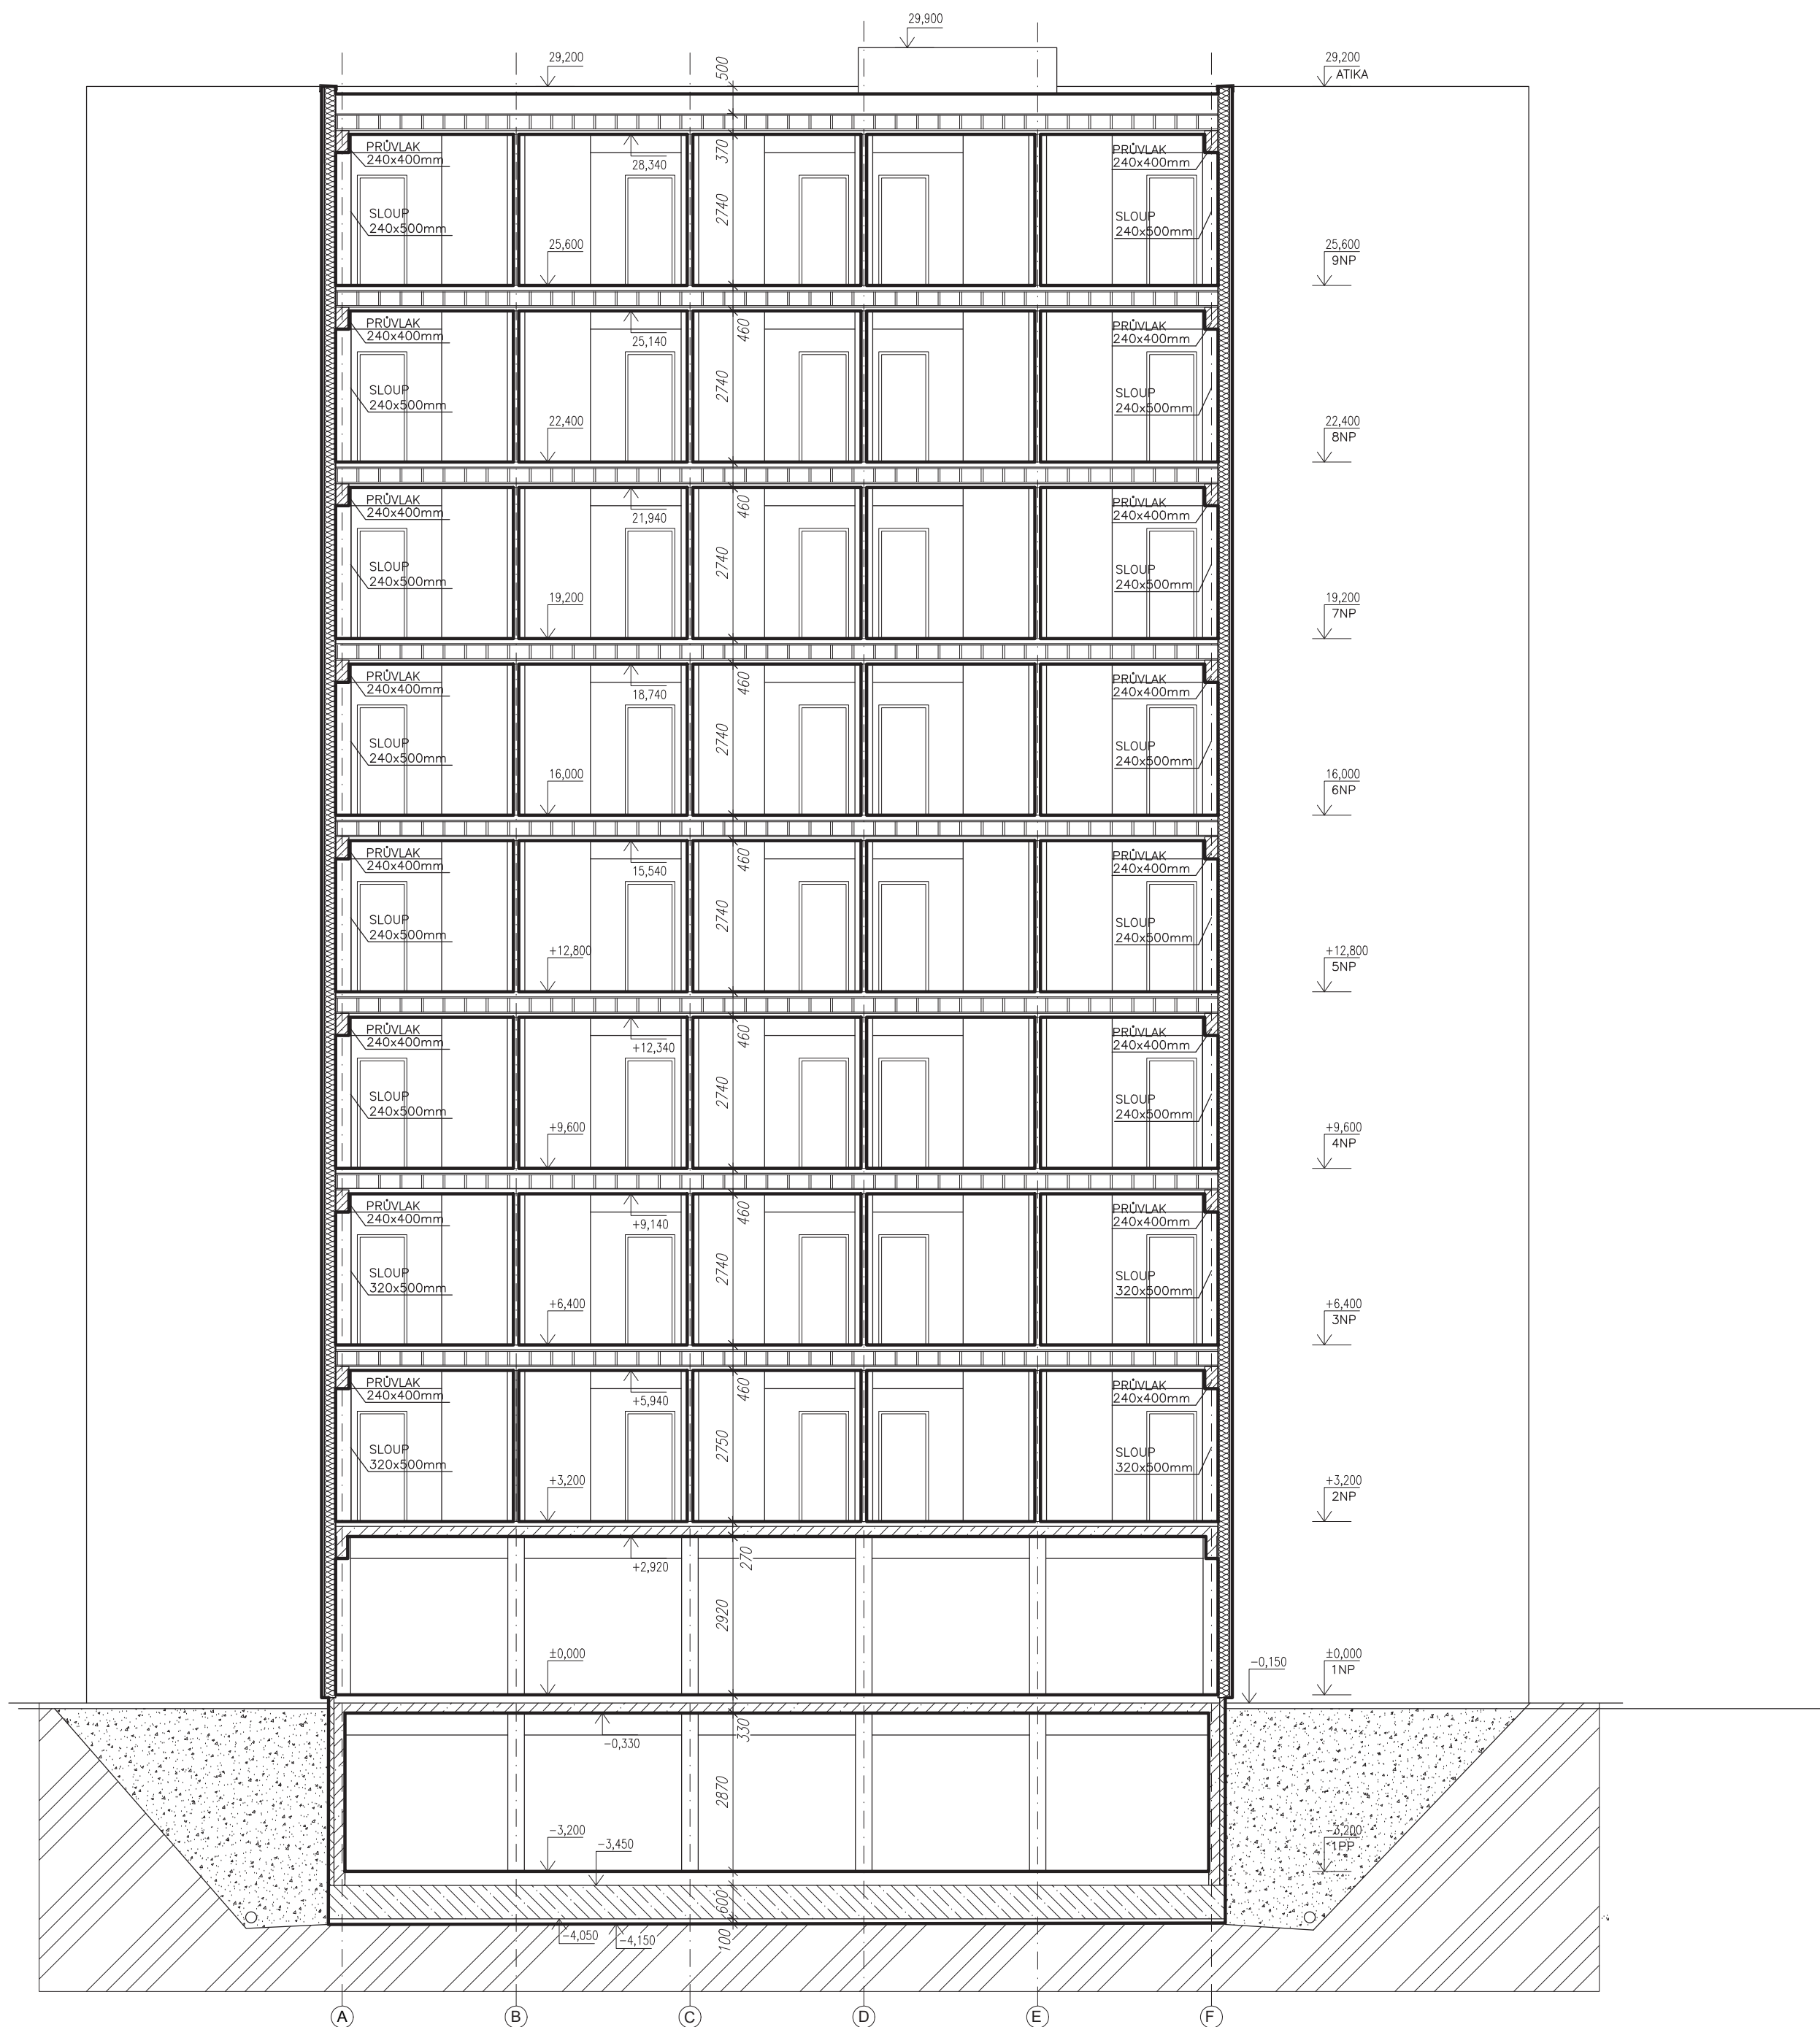 29,900
29,200
500
29,200
ATIKA
PRŮVLAK
240x400mm
28,340
370
PRŮVLAK
240x400mm
SLOUP
240x500mm
2740
SLOUP
240x500mm
25,600
25,600
9NP
PRŮVLAK
240x400mm
25,140
460
PRŮVLAK
240x400mm
SLOUP
240x500mm
2740
SLOUP
240x500mm
22,400
22,400
8NP
PRŮVLAK
240x400mm
21,940
460
PRŮVLAK
240x400mm
SLOUP
240x500mm
2740
SLOUP
240x500mm
19,200
19,200
7NP
PRŮVLAK
240x400mm
18,740
460
PRŮVLAK
240x400mm
SLOUP
240x500mm
2740
SLOUP
240x500mm
16,000
16,000
6NP
PRŮVLAK
240x400mm
15,540
460
PRŮVLAK
240x400mm
SLOUP
240x500mm
2740
SLOUP
240x500mm
+12,800
+12,800
5NP
PRŮVLAK
240x400mm
+12,340
460
PRŮVLAK
240x400mm
SLOUP
240x500mm
2740
SLOUP
240x500mm
+9,600
+9,600
4NP
PRŮVLAK
240x400mm
+9,140
460
PRŮVLAK
240x400mm
SLOUP
320x500mm
2740
SLOUP
320x500mm
+6,400
+6,400
3NP
PRŮVLAK
240x400mm
+5,940
460
PRŮVLAK
240x400mm
SLOUP
320x500mm
2750
SLOUP
320x500mm
+3,200
+3,200
2NP
+2,920
270
2920
±0,000
-0,150
±0,000
1NP
-0,330
330
2870
-3,200
-3,450
-3,200
1PP
600
-4,050
-4,150
100
A
B
C
D
E
F